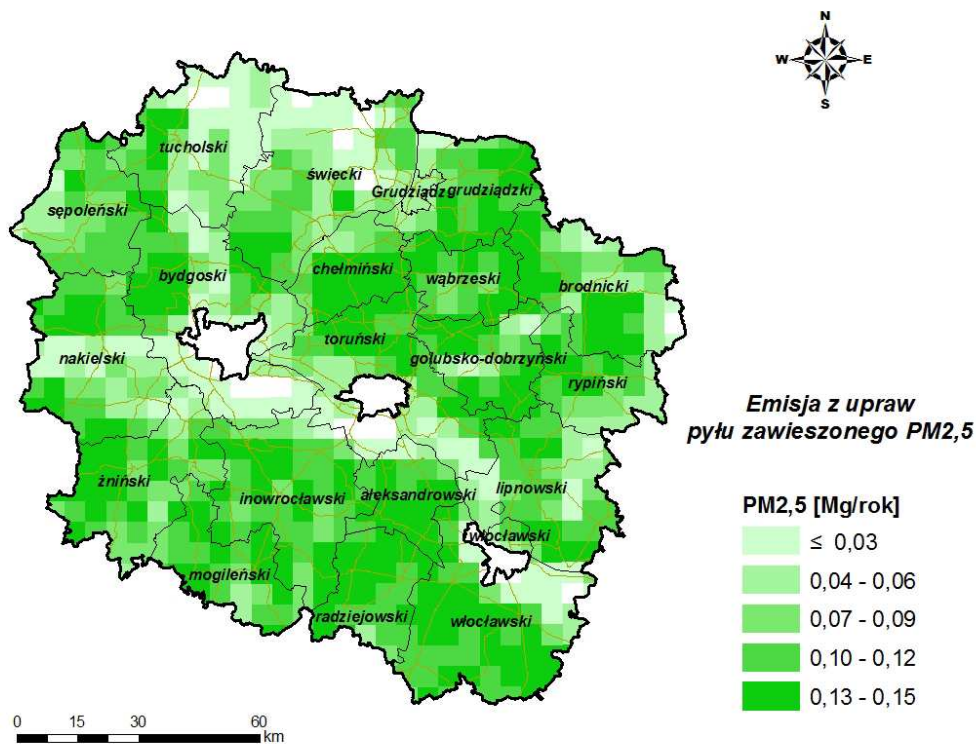 N
W E
S
tucholski
świecki
Grudziądz
grudziądzki
sępoleński
bydgoski
chełmiński
wąbrzeski
brodnicki
toruński
nakielski
golubsko-dobrzyński
rypiński
Emisja z upraw
pyłu zawieszonego PM2,5
żniński
inowrocławski
aleksandrowski
lipnowski
PM2,5 [Mg/rok]
≤ 0,03
włocławski
mogileński
0,04 - 0,06
radziejowski
włocławski
0,07 - 0,09
0,10 - 0,12
0,13 - 0,15
0 15 30 60
km